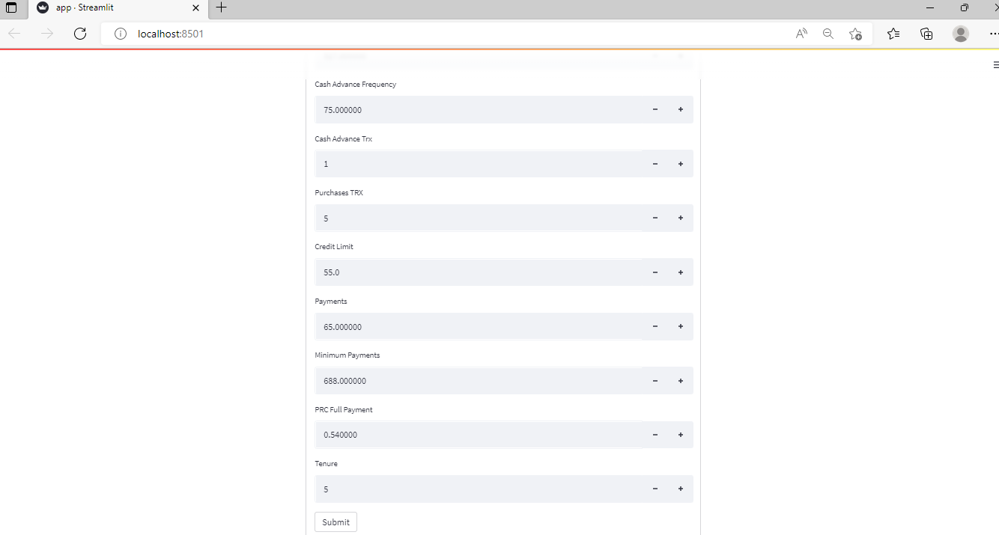 app · Streamlit
localhost:8501
Cash Advance Frequency
75.000000
Cash Advance Trx
1
Purchases TRX
5
Credit Limit
55.0
Payments
65.000000
Minimum Payments
688.000000
PRC Full Payment
0.540000
Tenure
5
Submit